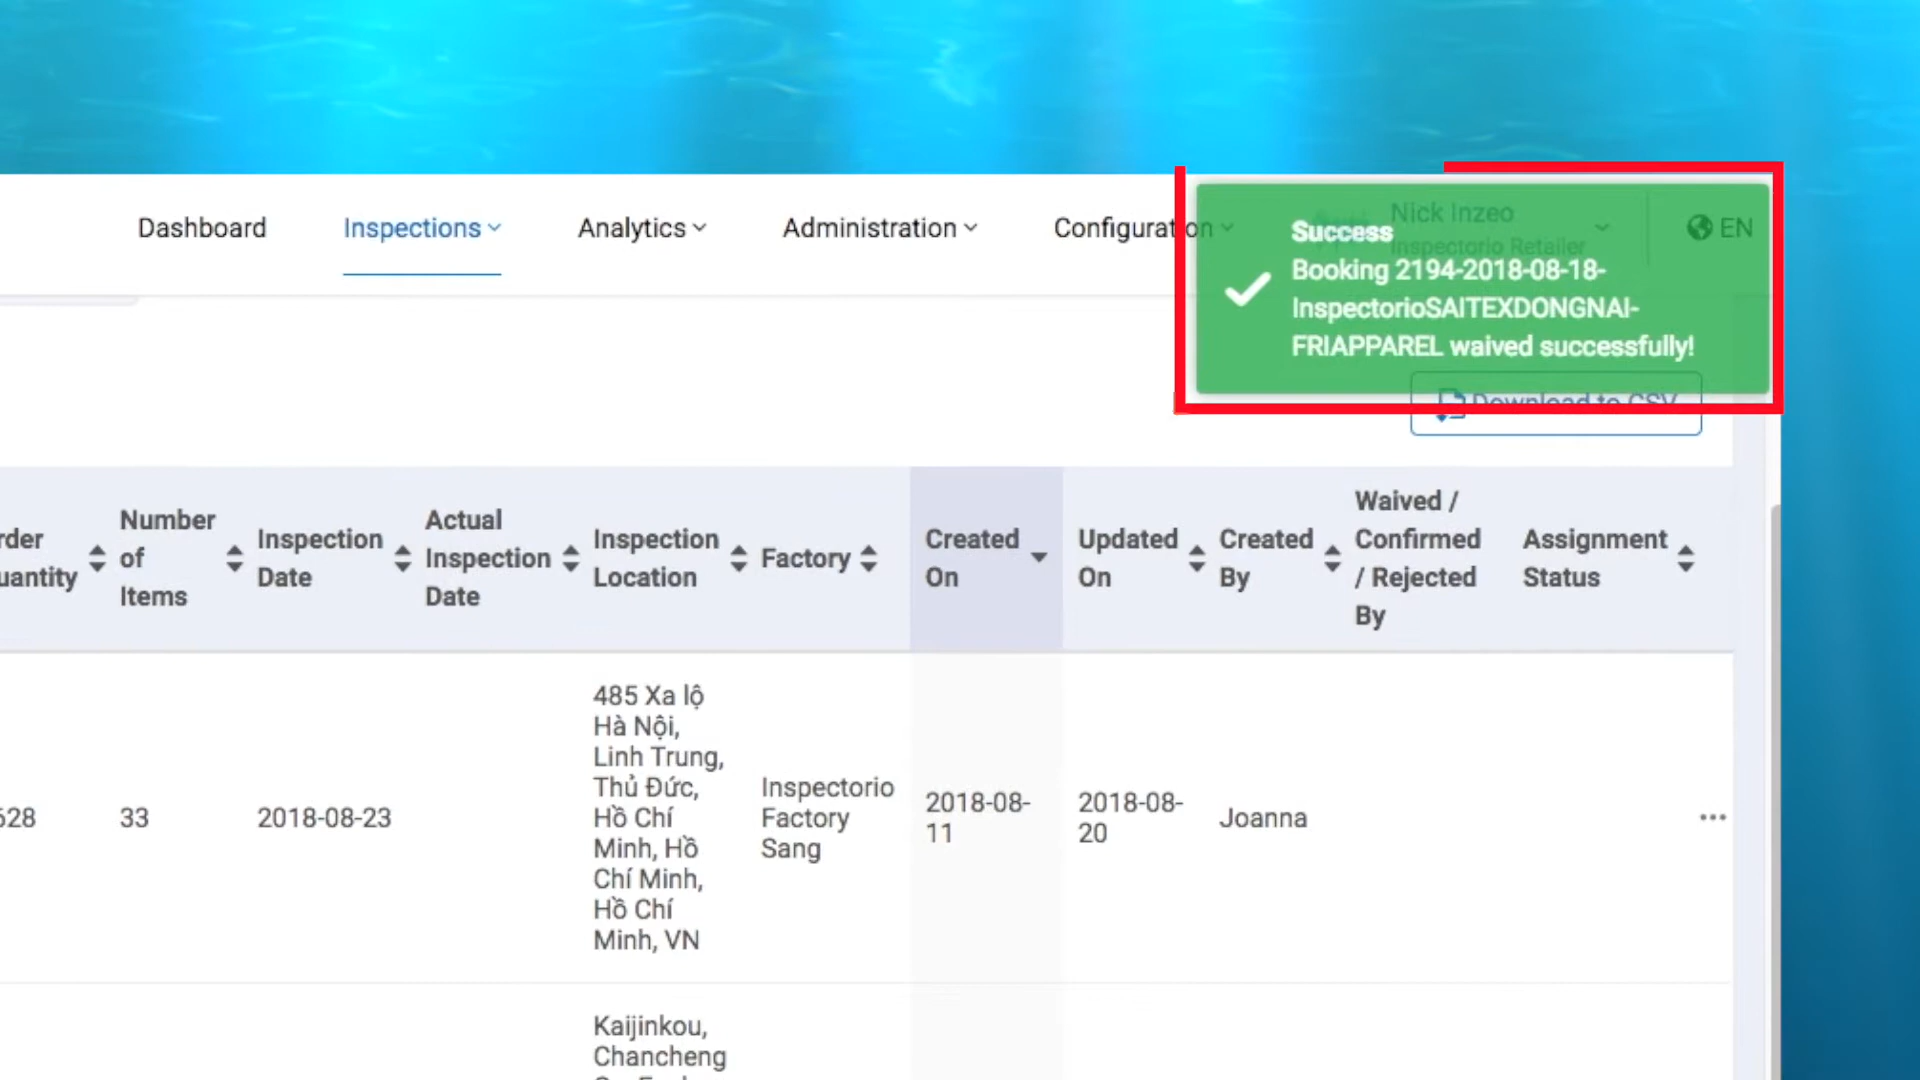 Dashboard
Inspections
Analytics
Administration
Configuration
Nick Inzeo
Inspectorio Retailer
EN
Success
Booking 2194-2018-08-18-
InspectorioSAITEXDONGNAI-
FRIAPPAREL waived successfully!
Download to CSV
rder
uantity
Number
of
Items
Inspection
Date
Actual
Inspection
Date
Inspection
Location
Factory
Created
On
Updated
On
Created
By
Waived /
Confirmed
/ Rejected
By
Assignment
Status
628
33
2018-08-23
485 Xa lộ
Hà Nội,
Linh Trung,
Thủ Đức,
Hồ Chí
Minh, Hồ
Chí Minh,
Hồ Chí
Minh, VN
Inspectorio
Factory
Sang
2018-08-
11
2018-08-
20
Joanna
Kaijinkou,
Chancheng